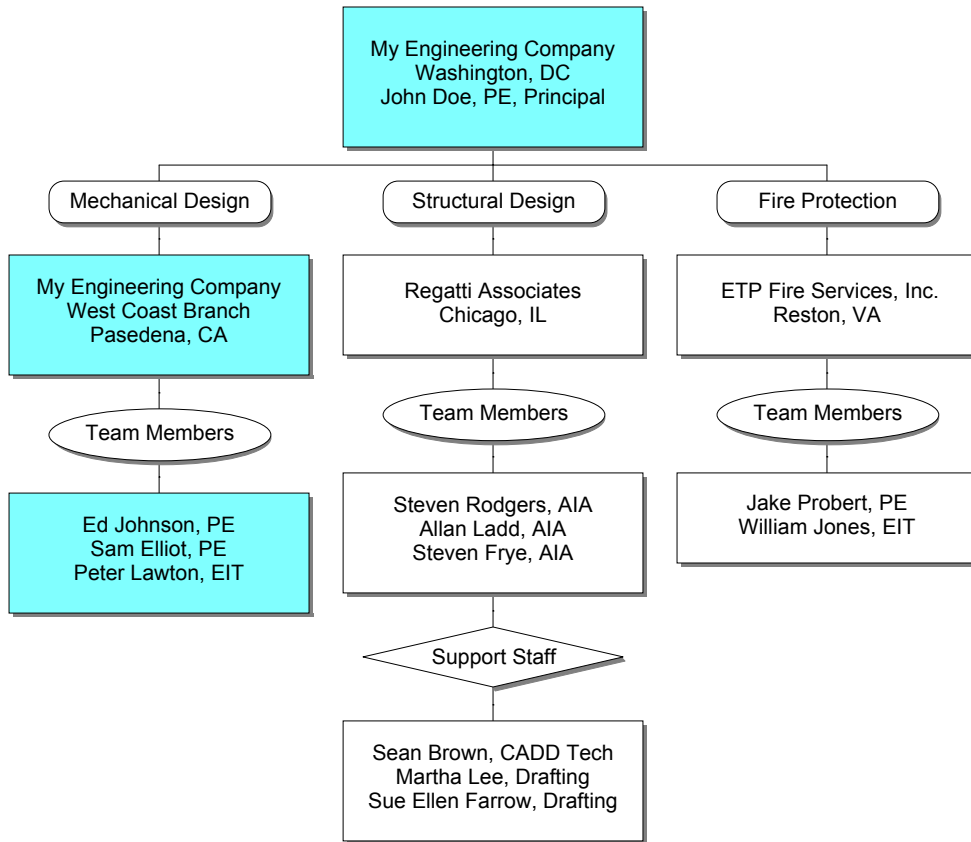 My Engineering Company
Washington, DC
John Doe, PE, Principal
Mechanical Design
Structural Design
Fire Protection
My Engineering Company
West Coast Branch
Pasedena, CA
Regatti Associates
Chicago, IL
ETP Fire Services, Inc.
Reston, VA
Team Members
Team Members
Team Members
Ed Johnson, PE
Sam Elliot, PE
Peter Lawton, EIT
Steven Rodgers, AIA
Allan Ladd, AIA
Steven Frye, AIA
Jake Probert, PE
William Jones, EIT
Support Staff
Sean Brown, CADD Tech
Martha Lee, Drafting
Sue Ellen Farrow, Drafting